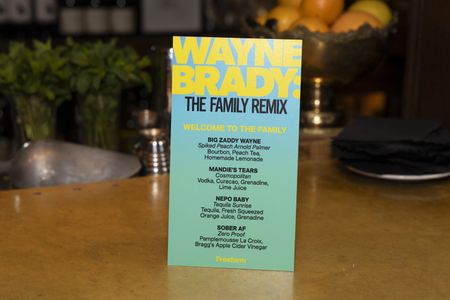 WAYNE
BRADY:
THE FAMILY REMIX
WELCOME TO THE FAMILY
BIG ZADDY WAYNE
Spiked Peach Arnold Palmer
Bourbon, Peach Tea,
Homemade Lemonade
MANDIE'S TEARS
Cosmopolitan
Vodka, Curacao, Grenadine,
Lime Juice
NEPO BABY
Tequila Sunrise
Tequila, Fresh Squeezed
Orange Juice, Grenadine
SOBER AF
Zero Proof
Pamplemousse La Croix,
Bragg's Apple Cider Vinegar
freeform